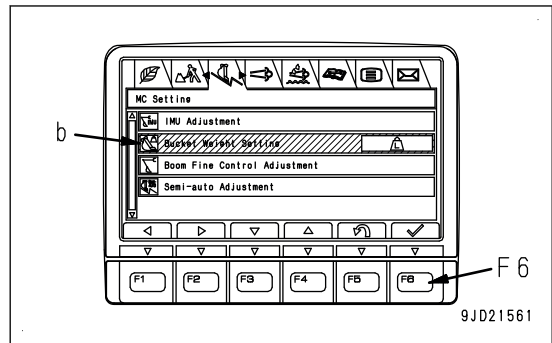 MC Setting
IMU Adjustment
b
Bucket Weight Setting
L
Boom Fine Control Adjustment
Semi-auto Adjustment
F1 F2 F3 F4 F5 F6
F6
9JD21561